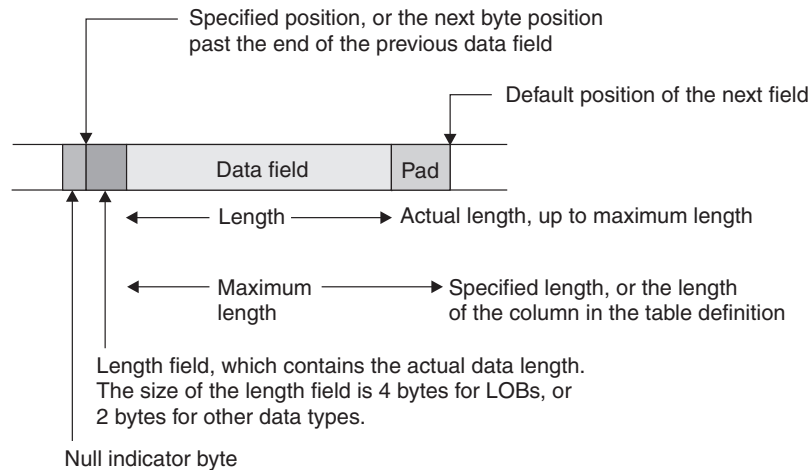 Specified position, or the next byte position
past the end of the previous data field
Default position of the next field
Data field
Pad
Length
Actual length, up to maximum length
Maximum
length
Specified length, or the length
of the column in the table definition
Length field, which contains the actual data length.
The size of the length field is 4 bytes for LOBs, or
2 bytes for other data types.
Null indicator byte